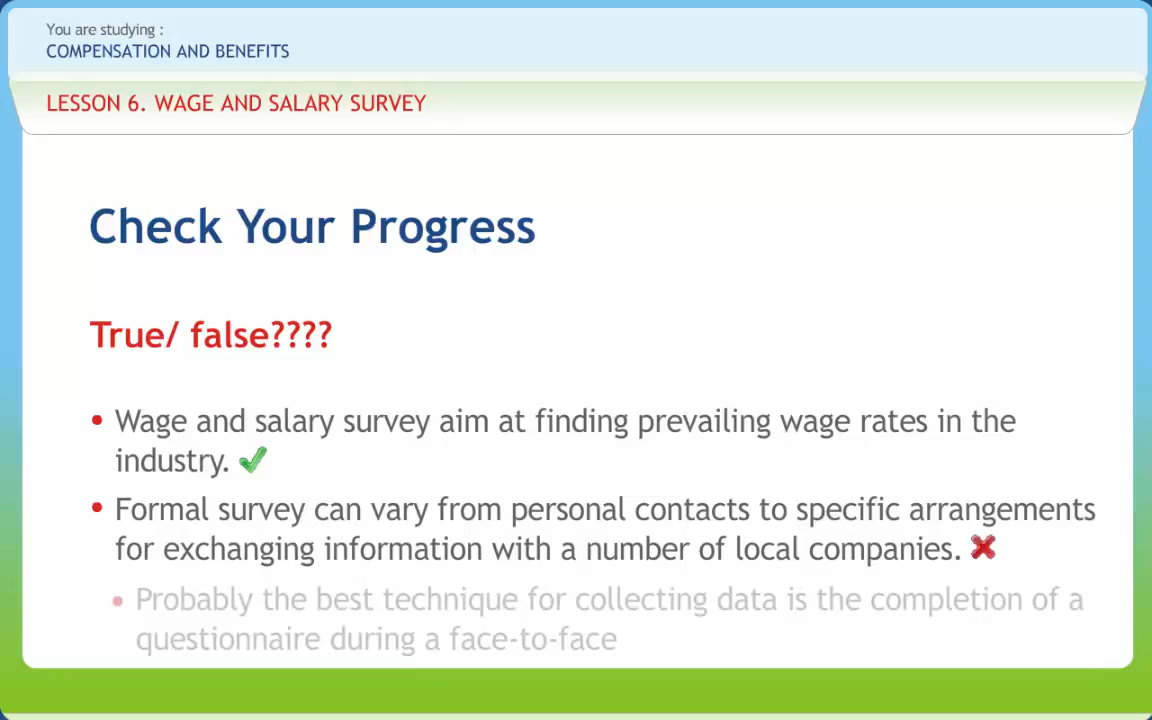 You are studying :
COMPENSATION AND BENEFITS
LESSON 6. WAGE AND SALARY SURVEY
Check Your Progress
True/ false????
• Wage and salary survey aim at finding prevailing wage rates in the
industry.
• Formal survey can vary from personal contacts to specific arrangements
for exchanging information with a number of local companies.
• Probably the best technique for collecting data is the completion of a
questionnaire during a face-to-face